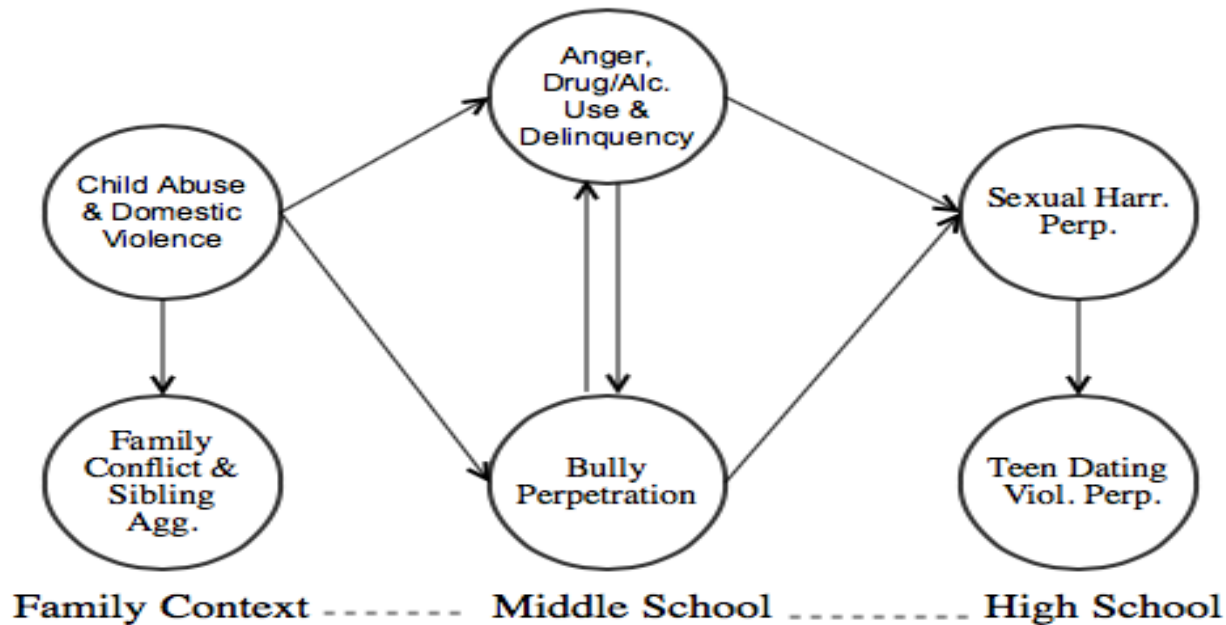 Anger,
Drug/Alc.
Use &
Delinquency
Child Abuse
& Domestic
Violence
Sexual Harr.
Perp.
Family
Conflict &
Sibling
Agg.
Bully
Perpetration
Teen Dating
Viol. Perp.
Family Context ------ Middle School ------ High School